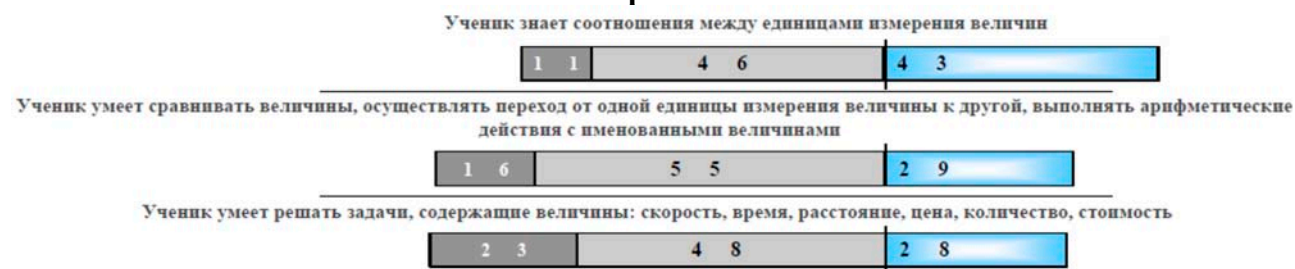 Ученик знает соотношения между единицами измерения величин
1 1 4 6 4 3
Ученик умеет сравнивать величины, осуществлять переход от одной единицы измерения величины к другой, выполнять арифметические
действия с именованными величинами
1 6 5 5 2 9
Ученик умеет решать задачи, содержащие величины: скорость, время, расстояние, цена, количество, стоимость
2 3 4 8 2 8